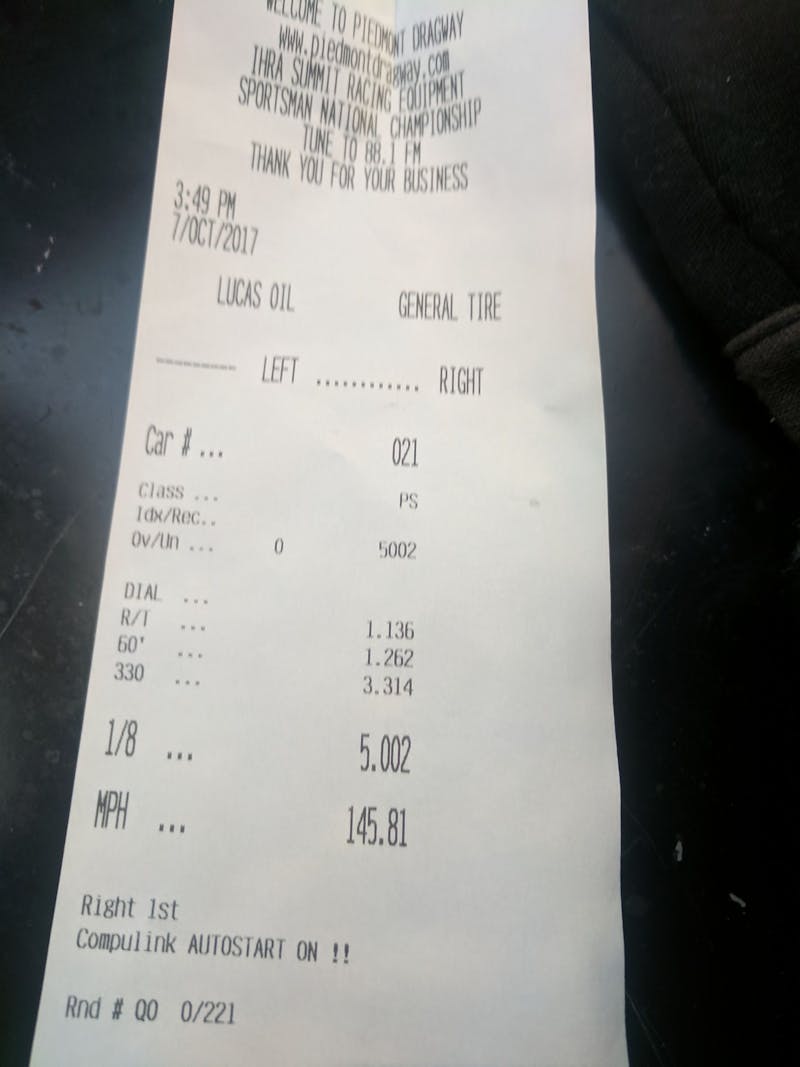 WELCOME TO PIEDMONT DRAGWAY
www.piedmontdragway.com
IHRA SUMMIT RACING EQUIPMENT
SPORTSMAN NATIONAL CHAMPIONSHIP
TUNE TO 88.1 FM
THANK YOU FOR YOUR BUSINESS
3:49 PM
7/OCT/2017
LUCAS OIL GENERAL TIRE
--------- LEFT ............ RIGHT
Car # ... 021
Class ... PS
Idx/Rec..
Ov/Un ... 0 5002
DIAL ...
R/T ... 1.136
60' ... 1.262
330 ... 3.314
1/8 ... 5.002
MPH ... 145.81
Right 1st
Compulink AUTOSTART ON !!
Rnd # Q0 0/221